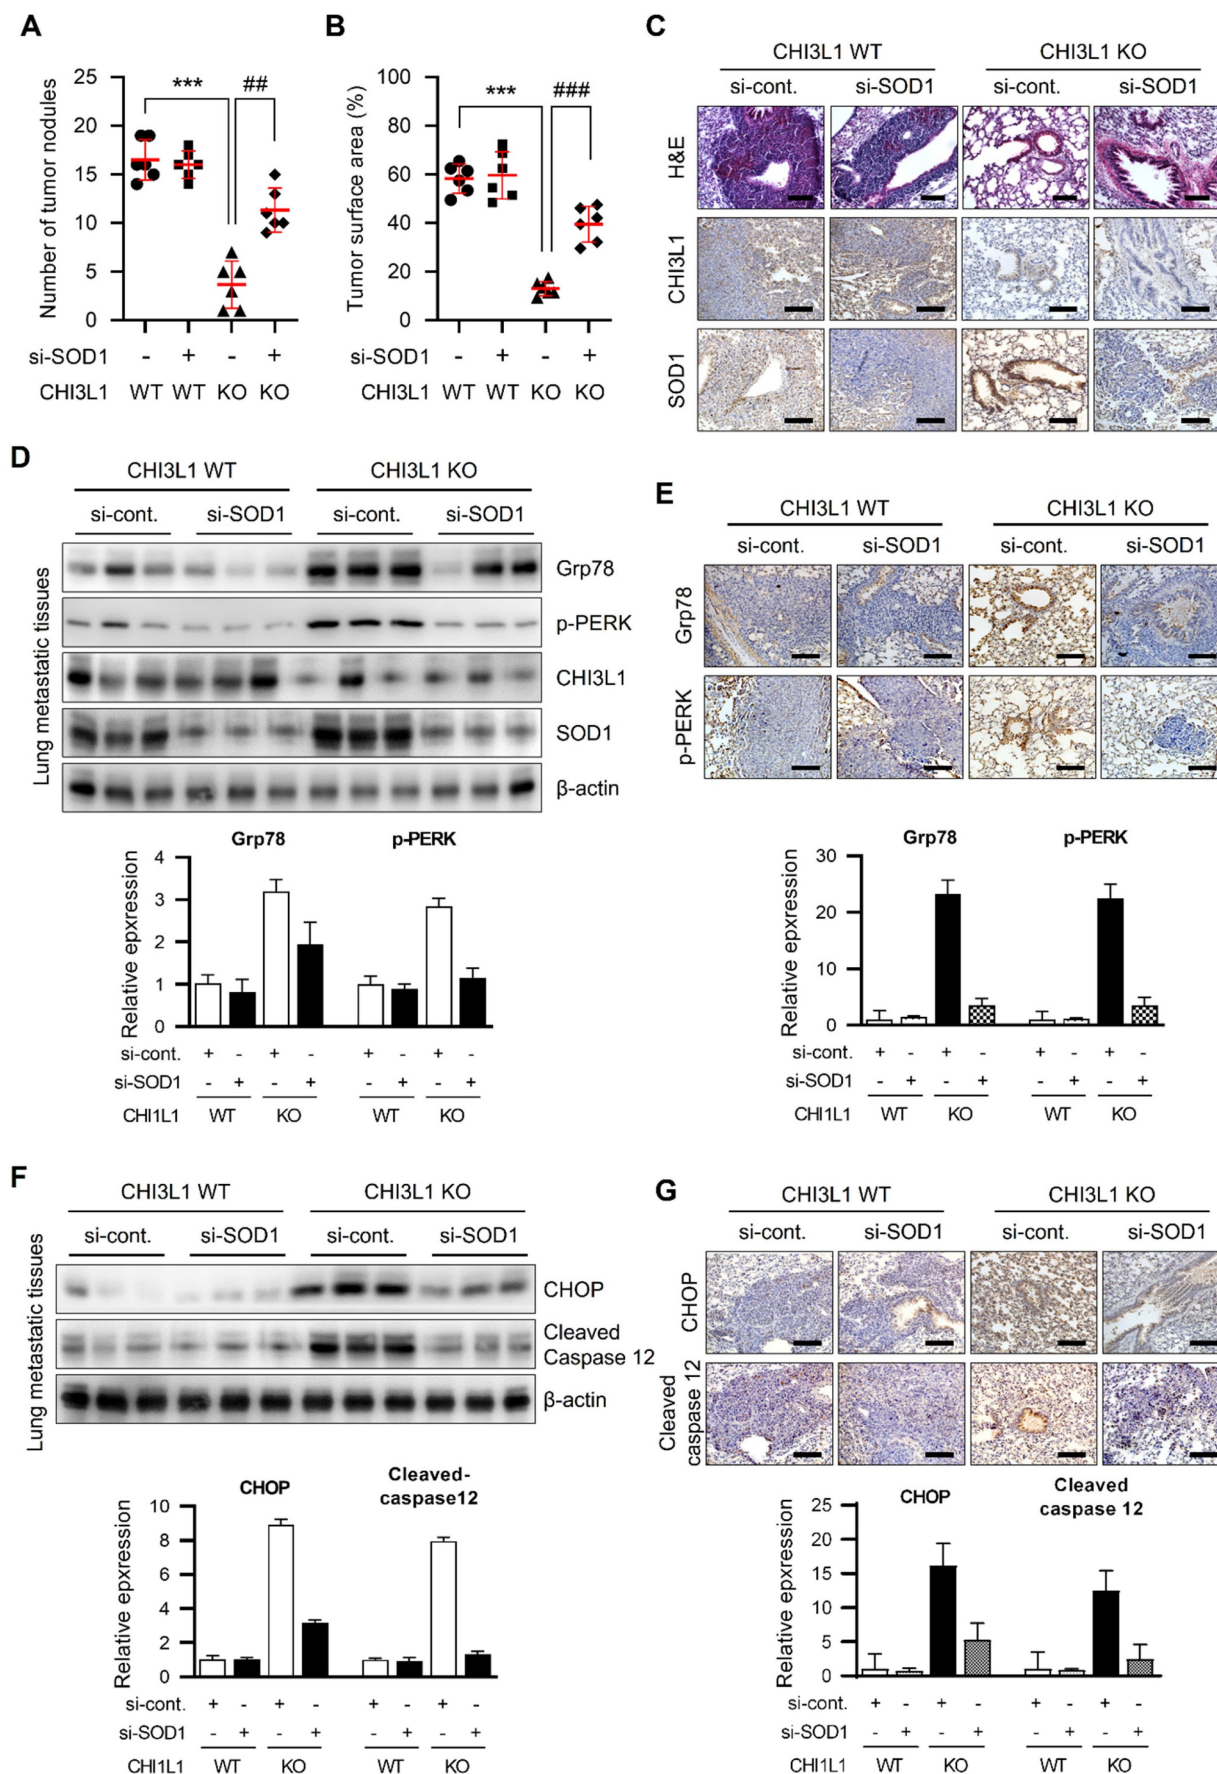 A
Number of tumor nodules
25
20
15
10
5
0
*** ##
si-SOD1 - + - +
CHI3L1 WT WT KO KO
B
Tumor surface area (%)
100
80
60
40
20
0
*** ###
si-SOD1 - + - +
CHI3L1 WT WT KO KO
C
CHI3L1 WT CHI3L1 KO
si-cont. si-SOD1 si-cont. si-SOD1
H&E
CHI3L1
SOD1
D
CHI3L1 WT CHI3L1 KO
si-cont. si-SOD1 si-cont. si-SOD1
Lung metastatic tissues
Grp78
p-PERK
CHI3L1
SOD1
β-actin
Grp78 p-PERK
Relative epxression
4
3
2
1
0
si-cont. + - + - + - + -
si-SOD1 - + - + - + - +
CHI1L1 WT KO WT KO
E
CHI3L1 WT CHI3L1 KO
si-cont. si-SOD1 si-cont. si-SOD1
Grp78
p-PERK
Grp78 p-PERK
Relative epxression
30
20
10
0
si-cont. + - + - + - + -
si-SOD1 - + - + - + - +
CHI1L1 WT KO WT KO
F
CHI3L1 WT CHI3L1 KO
si-cont. si-SOD1 si-cont. si-SOD1
Lung metastatic tissues
CHOP
Cleaved
Caspase 12
β-actin
CHOP
Cleaved-
caspase12
Relative epxression
10
8
6
4
2
0
si-cont. + - + - + - + -
si-SOD1 - + - + - + - +
CHI1L1 WT KO WT KO
G
CHI3L1 WT CHI3L1 KO
si-cont. si-SOD1 si-cont. si-SOD1
CHOP
Cleaved
caspase 12
CHOP
Cleaved
caspase 12
Relative epxression
25
20
15
10
5
0
si-cont. + - + - + - + -
si-SOD1 - + - + - + - +
CHI1L1 WT KO WT KO